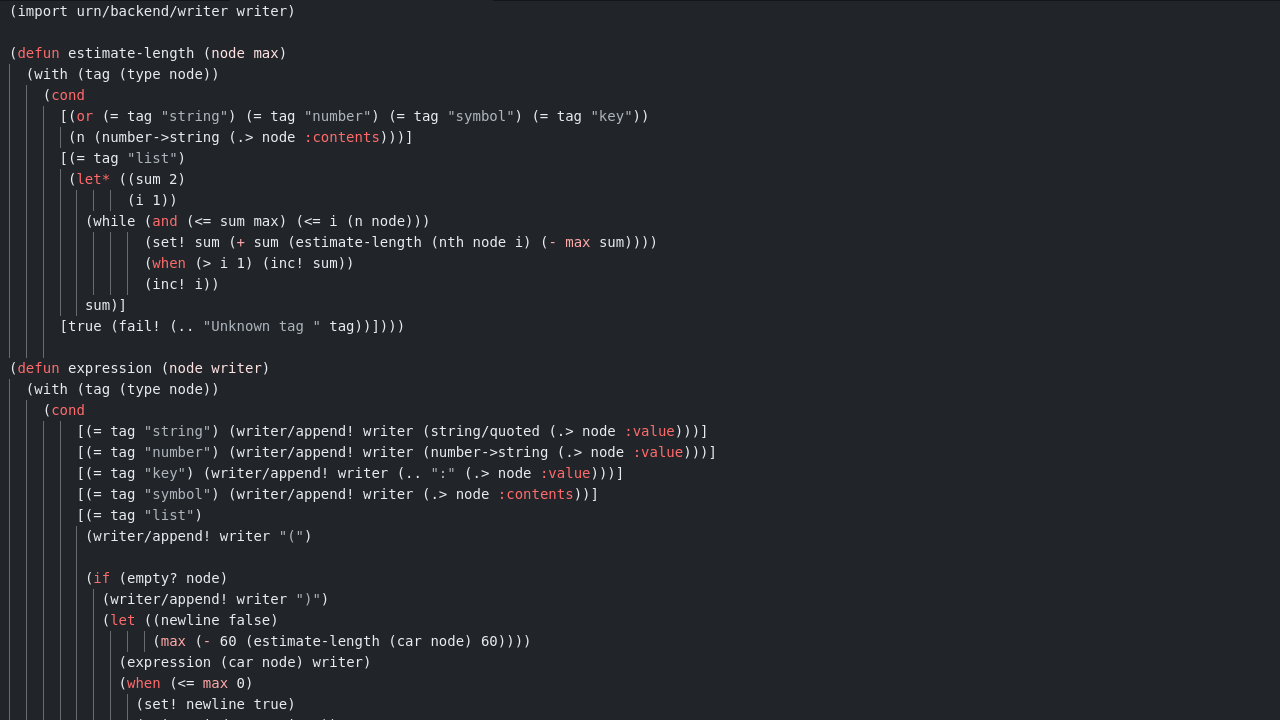 (import urn/backend/writer writer)
(defun estimate-length (node max)
(with (tag (type node))
(cond
[(or (= tag "string") (= tag "number") (= tag "symbol") (= tag "key"))
(n (number->string (.> node :contents)))]
[(= tag "list")
(let* ((sum 2)
(i 1))
(while (and (<= sum max) (<= i (n node)))
(set! sum (+ sum (estimate-length (nth node i) (- max sum))))
(when (> i 1) (inc! sum))
(inc! i))
sum)]
[true (fail! (.. "Unknown tag " tag))])))
(defun expression (node writer)
(with (tag (type node))
(cond
[(= tag "string") (writer/append! writer (string/quoted (.> node :value)))]
[(= tag "number") (writer/append! writer (number->string (.> node :value)))]
[(= tag "key") (writer/append! writer (.. ":" (.> node :value)))]
[(= tag "symbol") (writer/append! writer (.> node :contents))]
[(= tag "list")
(writer/append! writer "(")
(if (empty? node)
(writer/append! writer ")")
(let ((newline false)
(max (- 60 (estimate-length (car node) 60))))
(expression (car node) writer)
(when (<= max 0)
(set! newline true)